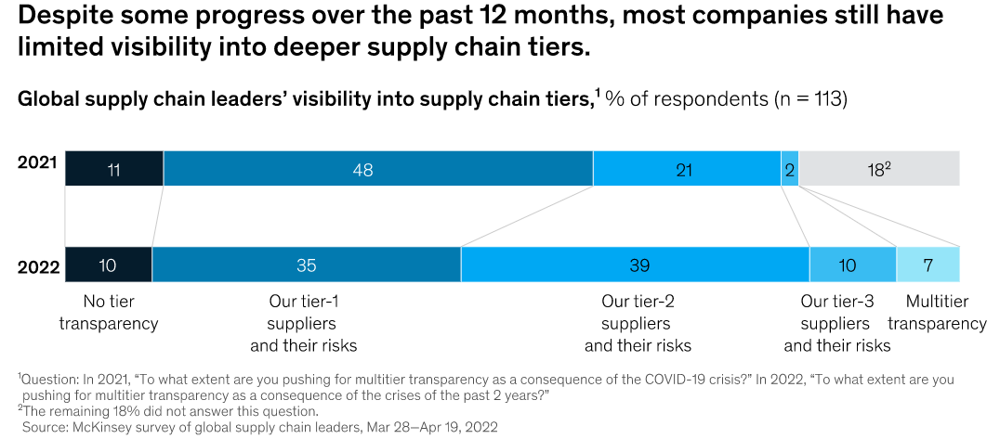 Despite some progress over the past 12 months, most companies still have
limited visibility into deeper supply chain tiers.
Global supply chain leaders’ visibility into supply chain tiers,¹ % of respondents (n = 113)
2021 11 48 21 2 18²
2022 10 35 39 10 7
No tier transparency
Our tier-1 suppliers and their risks
Our tier-2 suppliers and their risks
Our tier-3 suppliers and their risks
Multitier transparency
¹Question: In 2021, “To what extent are you pushing for multitier transparency as a consequence of the COVID-19 crisis?” In 2022, “To what extent are you
pushing for multitier transparency as a consequence of the crises of the past 2 years?”
²The remaining 18% did not answer this question.
Source: McKinsey survey of global supply chain leaders, Mar 28–Apr 19, 2022